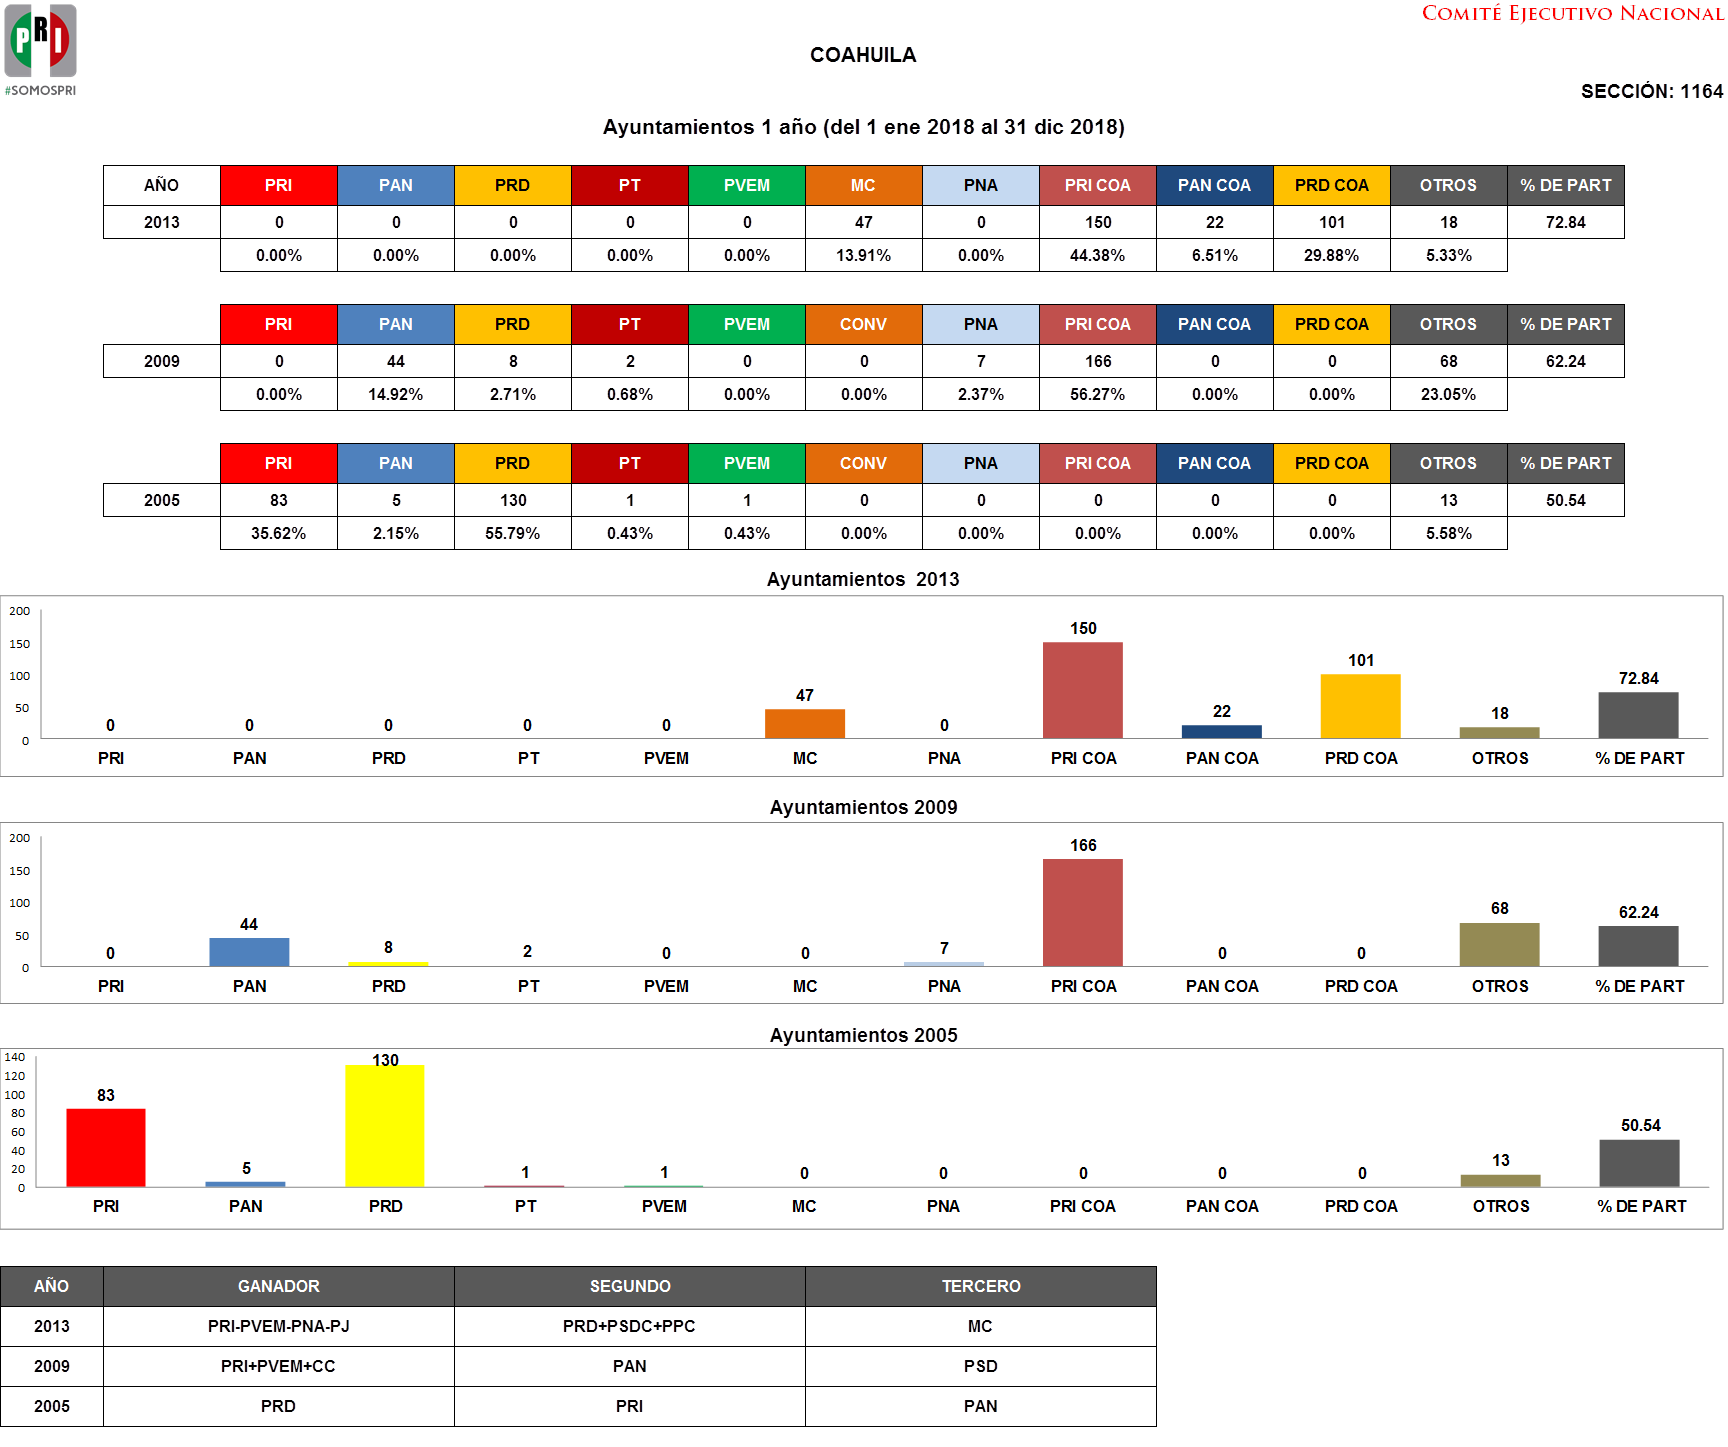 PRI
#SOMOSPRI
COMITÉ EJECUTIVO NACIONAL
COAHUILA
SECCIÓN: 1164
Ayuntamientos 1 año (del 1 ene 2018 al 31 dic 2018)
AÑO PRI PAN PRD PT PVEM MC PNA PRI COA PAN COA PRD COA OTROS % DE PART
2013 0 0 0 0 0 47 0 150 22 101 18 72.84
0.00% 0.00% 0.00% 0.00% 0.00% 13.91% 0.00% 44.38% 6.51% 29.88% 5.33%
PRI PAN PRD PT PVEM CONV PNA PRI COA PAN COA PRD COA OTROS % DE PART
2009 0 44 8 2 0 0 7 166 0 0 68 62.24
0.00% 14.92% 2.71% 0.68% 0.00% 0.00% 2.37% 56.27% 0.00% 0.00% 23.05%
PRI PAN PRD PT PVEM CONV PNA PRI COA PAN COA PRD COA OTROS % DE PART
2005 83 5 130 1 1 0 0 0 0 0 13 50.54
35.62% 2.15% 55.79% 0.43% 0.43% 0.00% 0.00% 0.00% 0.00% 0.00% 5.58%
Ayuntamientos 2013
200
150
100
50
0
0 0 0 0 0 47 0 150 22 101 18 72.84
PRI PAN PRD PT PVEM MC PNA PRI COA PAN COA PRD COA OTROS % DE PART
Ayuntamientos 2009
200
150
100
50
0
0 44 8 2 0 0 7 166 0 0 68 62.24
PRI PAN PRD PT PVEM MC PNA PRI COA PAN COA PRD COA OTROS % DE PART
Ayuntamientos 2005
140
120
100
80
60
40
20
0
83 5 130 1 1 0 0 0 0 0 13 50.54
PRI PAN PRD PT PVEM MC PNA PRI COA PAN COA PRD COA OTROS % DE PART
AÑO GANADOR SEGUNDO TERCERO
2013 PRI-PVEM-PNA-PJ PRD+PSDC+PPC MC
2009 PRI+PVEM+CC PAN PSD
2005 PRD PRI PAN